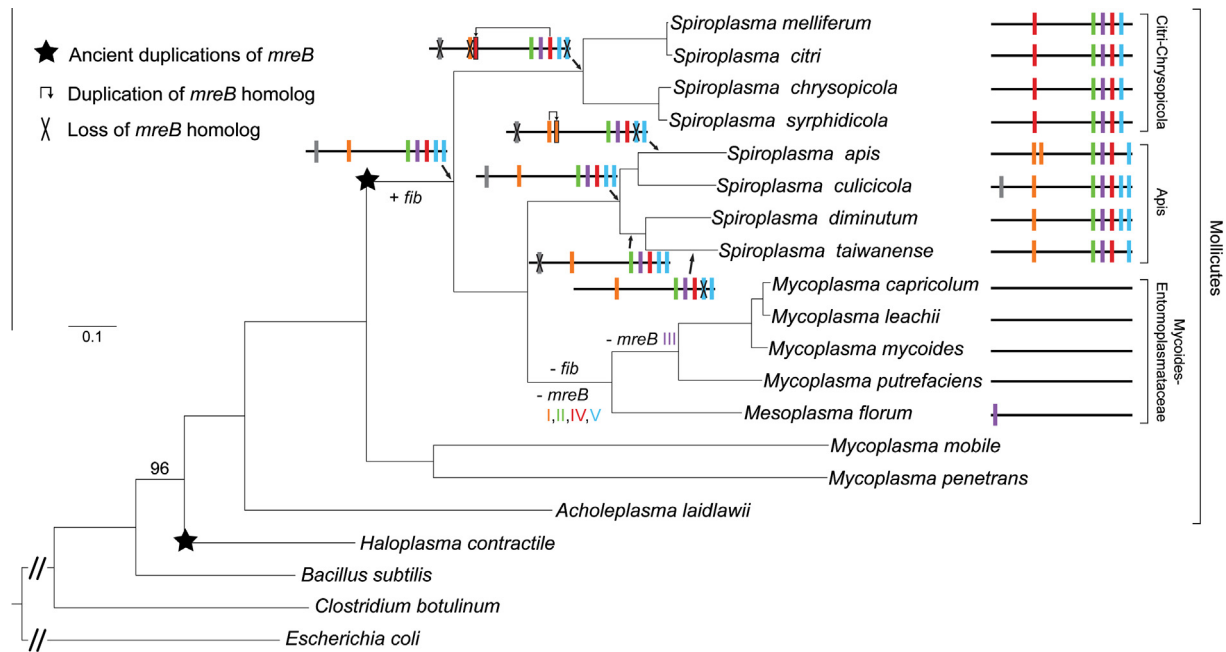 Ancient duplications of mreB
Duplication of mreB homolog
Loss of mreB homolog
0.1
+ fib
- fib
- mreB
I,II,IV,V
- mreB III
96
Spiroplasma melliferum
Spiroplasma citri
Spiroplasma chrysopicola
Spiroplasma syrphidicola
Spiroplasma apis
Spiroplasma culicicola
Spiroplasma diminutum
Spiroplasma taiwanense
Mycoplasma capricolum
Mycoplasma leachii
Mycoplasma mycoides
Mycoplasma putrefaciens
Mesoplasma florum
Mycoplasma mobile
Mycoplasma penetrans
Acholeplasma laidlawii
Haloplasma contractile
Bacillus subtilis
Clostridium botulinum
Escherichia coli
Citri-Chrysopicola
Apis
Mycoides-
Entomoplasmataceae
Mollicutes